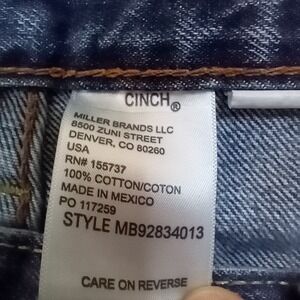 CINCH®
MILLER BRANDS LLC
8500 ZUNI STREET
DENVER, CO 80260
USA
RN# 155737
100% COTTON/COTON
MADE IN MEXICO
PO 117259
STYLE MB92834013
CARE ON REVERSE